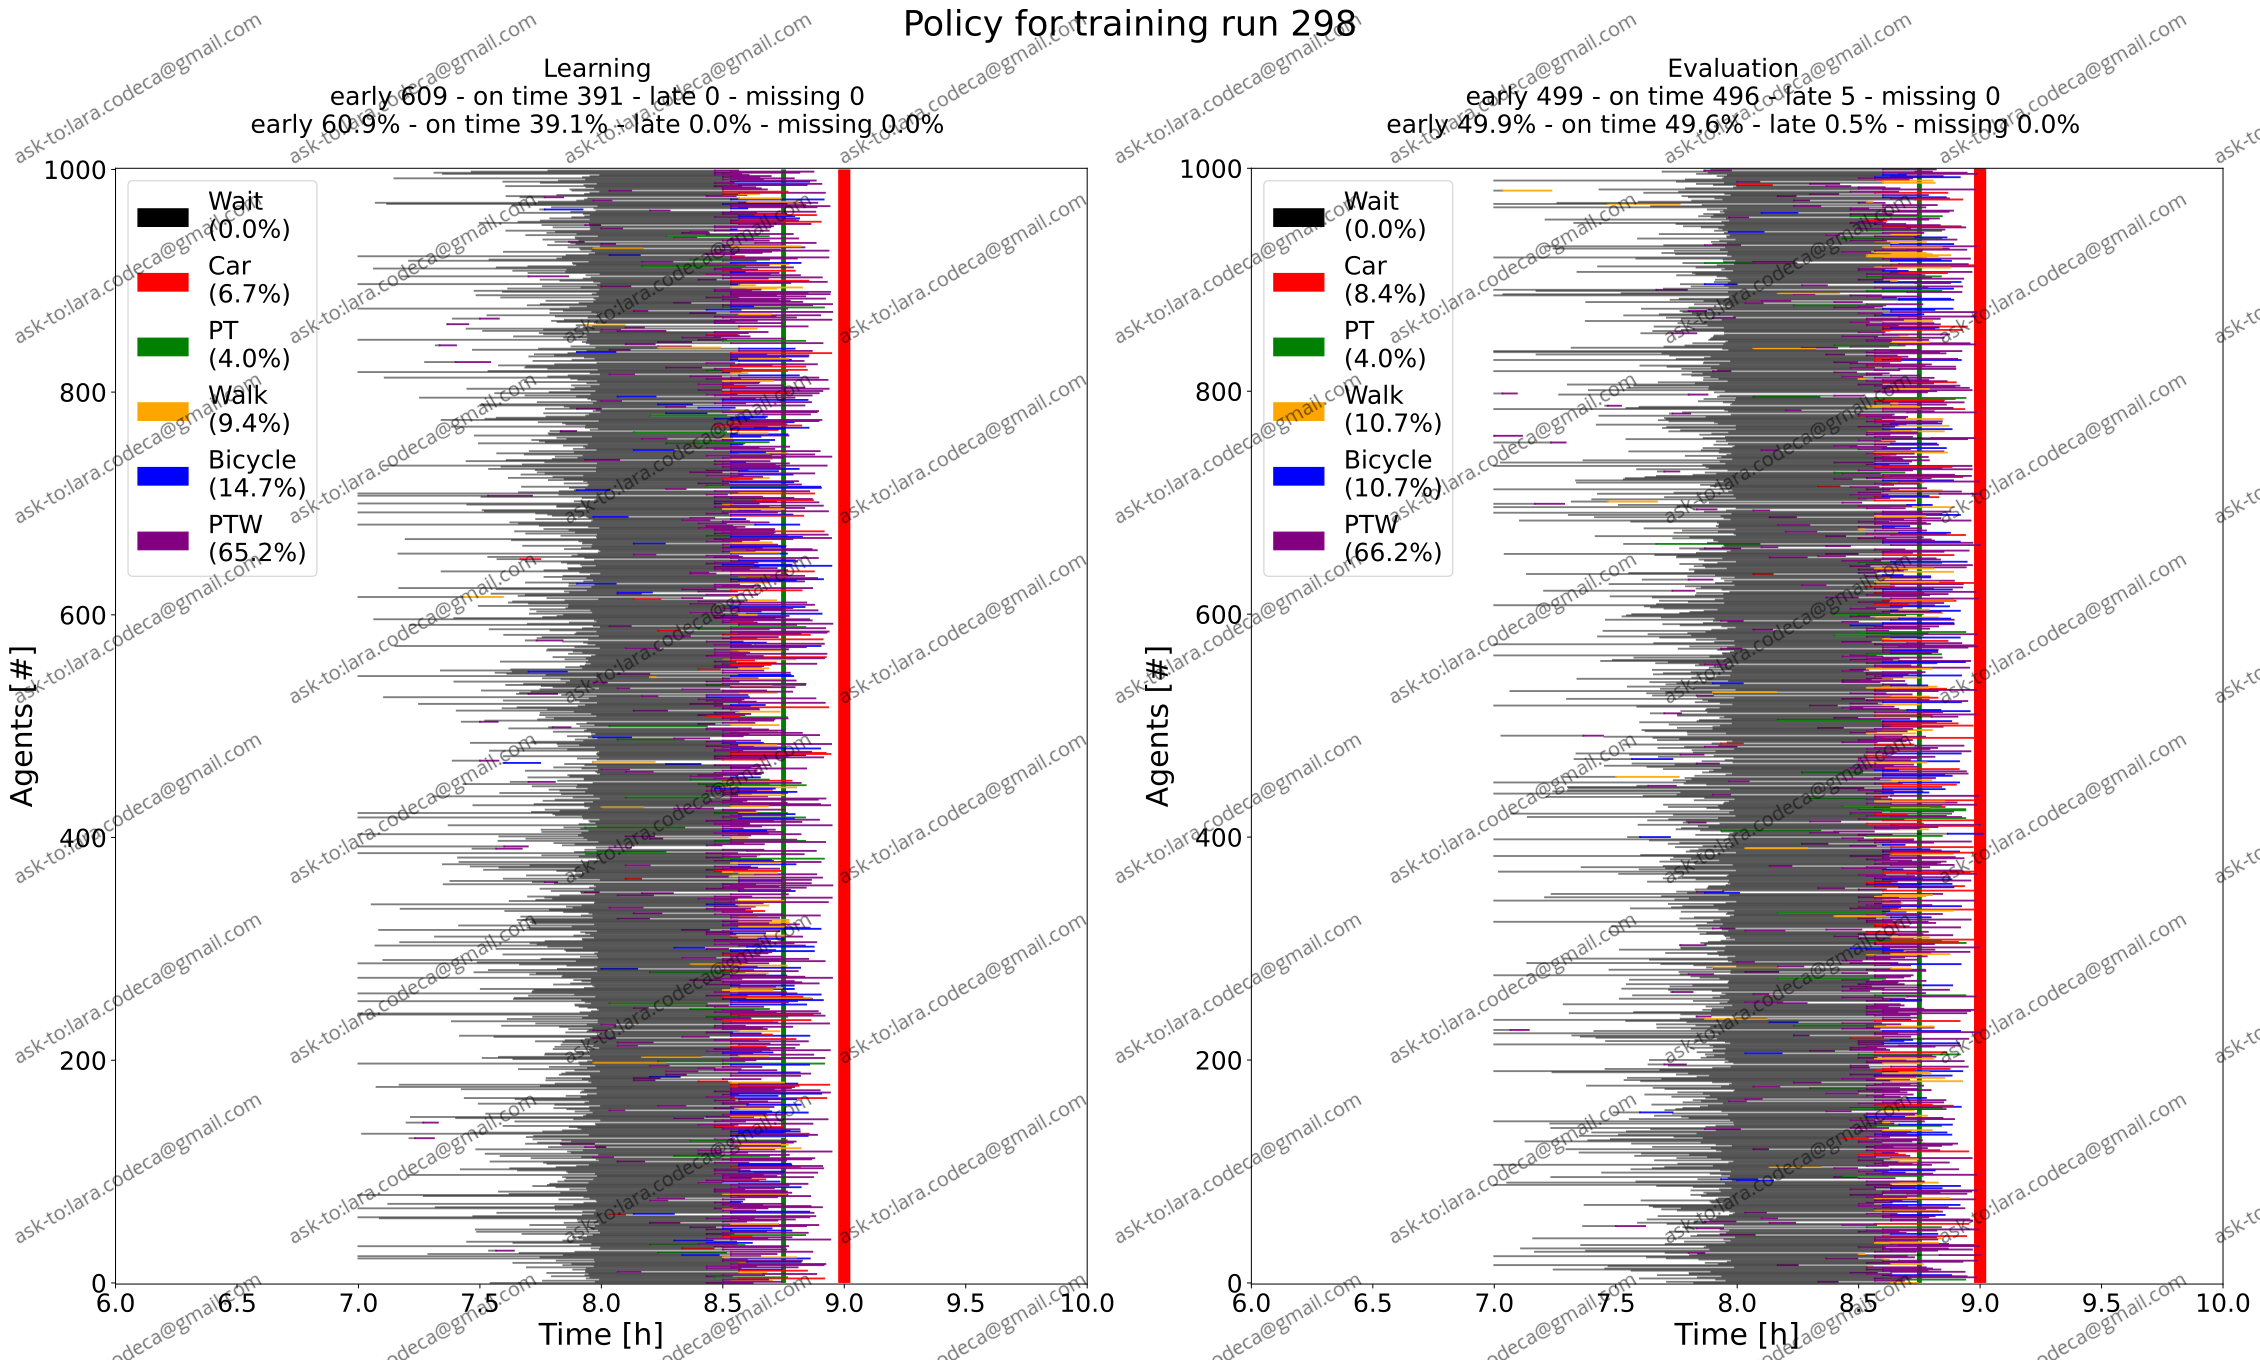 Policy for training run 298
Learning
early 609 - on time 391 - late 0 - missing 0
early 60.9% - on time 39.1% - late 0.0% - missing 0.0%
Wait
(0.0%)
Car
(6.7%)
PT
(4.0%)
Walk
(9.4%)
Bicycle
(14.7%)
PTW
(65.2%)
Agents [#]
1000
800
600
400
200
0
6.0 6.5 7.0 7.5 8.0 8.5 9.0 9.5 10.0
Time [h]
Evaluation
early 499 - on time 496 - late 5 - missing 0
early 49.9% - on time 49.6% - late 0.5% - missing 0.0%
Wait
(0.0%)
Car
(8.4%)
PT
(4.0%)
Walk
(10.7%)
Bicycle
(10.7%)
PTW
(66.2%)
Agents [#]
1000
800
600
400
200
0
6.0 6.5 7.0 7.5 8.0 8.5 9.0 9.5 10.0
Time [h]
ask-to:lara.codeca@gmail.com